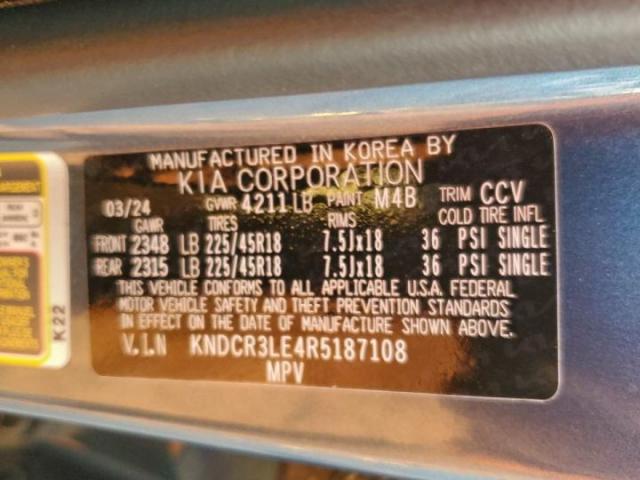 MANUFACTURED IN KOREA BY
KIA CORPORATION
03/24 GVWR 4211 LB PAINT M4B TRIM CCV
GAWR TIRES RIMS COLD TIRE INFL
FRONT 2348 LB 225/45R18 7.5Jx18 36 PSI SINGLE
REAR 2315 LB 225/45R18 7.5Jx18 36 PSI SINGLE
THIS VEHICLE CONFORMS TO ALL APPLICABLE U.S.A. FEDERAL
MOTOR VEHICLE SAFETY AND THEFT PREVENTION STANDARDS
IN EFFECT ON THE DATE OF MANUFACTURE SHOWN ABOVE.
V.I.N KNDCR3LE4R5187108
MPV
K22